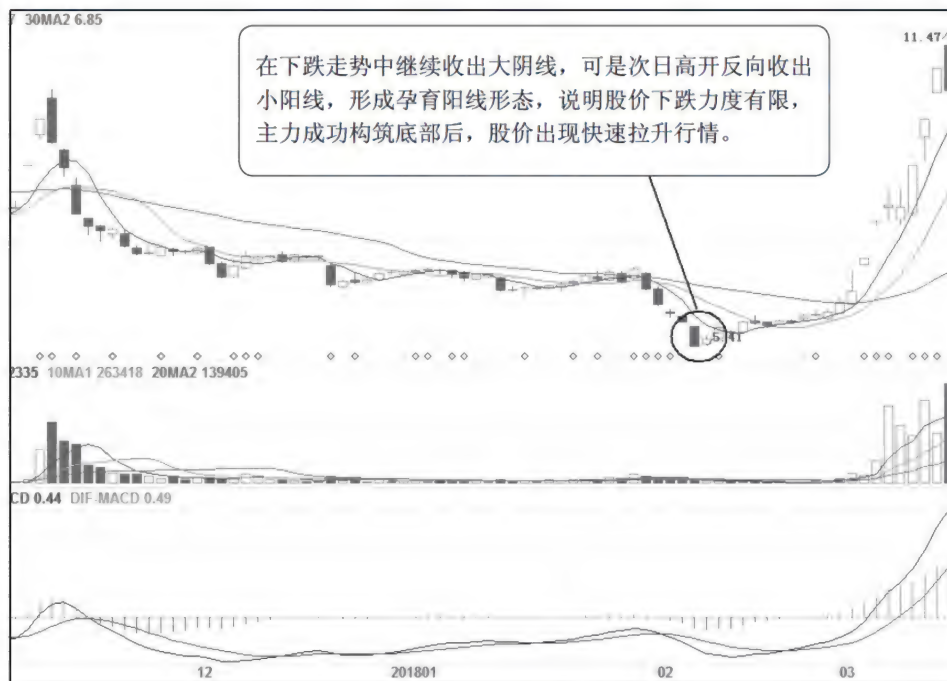 7 30MA2 6.85
11.47
在下跌走势中继续收出大阴线，可是次日高开反向收出
小阳线，形成孕育阳线形态，说明股价下跌力度有限，
主力成功构筑底部后，股价出现快速拉升行情。
5.41
2335 10MA1 263418 20MA2 139405
CD 0.44 DIF-MACD 0.49
12 201801 02 03